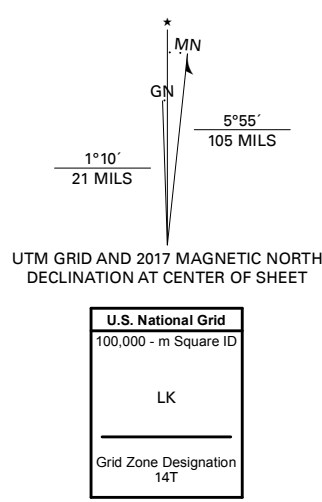 ★
MN
GN
5°55´
105 MILS
1°10´
21 MILS
UTM GRID AND 2017 MAGNETIC NORTH
DECLINATION AT CENTER OF SHEET
U.S. National Grid
100,000 - m Square ID
LK
Grid Zone Designation
14T